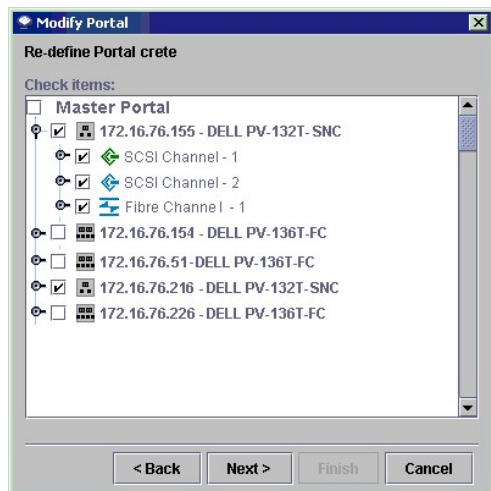 Modify Portal
Re-define Portal crete
Check items:
Master Portal
172.16.76.155 - DELL PV-132T- SNC
SCSI Channel - 1
SCSI Channel - 2
Fibre Channel - 1
172.16.76.154 - DELL PV-136T-FC
172.16.76.51-DELL PV-136T-FC
172.16.76.216 - DELL PV-132T-SNC
172.16.76.226 - DELL PV-136T-FC
< Back Next > Finish Cancel